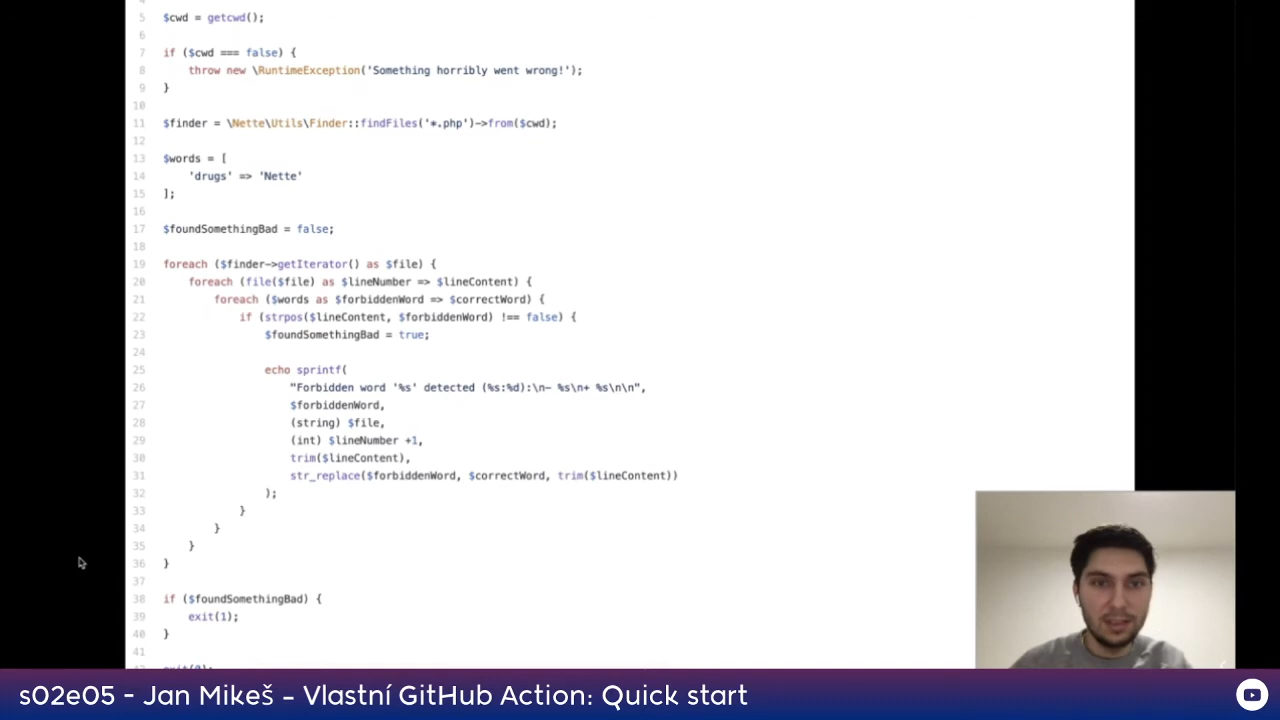 4
5 $cwd = getcwd();
6
7 if ($cwd === false) {
8 throw new \RuntimeException('Something horribly went wrong!');
9 }
10
11 $finder = \Nette\Utils\Finder::findFiles('*.php')->from($cwd);
12
13 $words = [
14 'drugs' => 'Nette'
15 ];
16
17 $foundSomethingBad = false;
18
19 foreach ($finder->getIterator() as $file) {
20 foreach (file($file) as $lineNumber => $lineContent) {
21 foreach ($words as $forbiddenWord => $correctWord) {
22 if (strpos($lineContent, $forbiddenWord) !== false) {
23 $foundSomethingBad = true;
24
25 echo sprintf(
26 "Forbidden word '%s' detected (%s:%d):\n- %s\n+ %s\n\n",
27 $forbiddenWord,
28 (string) $file,
29 (int) $lineNumber +1,
30 trim($lineContent),
31 str_replace($forbiddenWord, $correctWord, trim($lineContent))
32 );
33 }
34 }
35 }
36 }
37
38 if ($foundSomethingBad) {
39 exit(1);
40 }
41
42 exit(0);
s02e05 - Jan Mikeš – Vlastní GitHub Action: Quick start